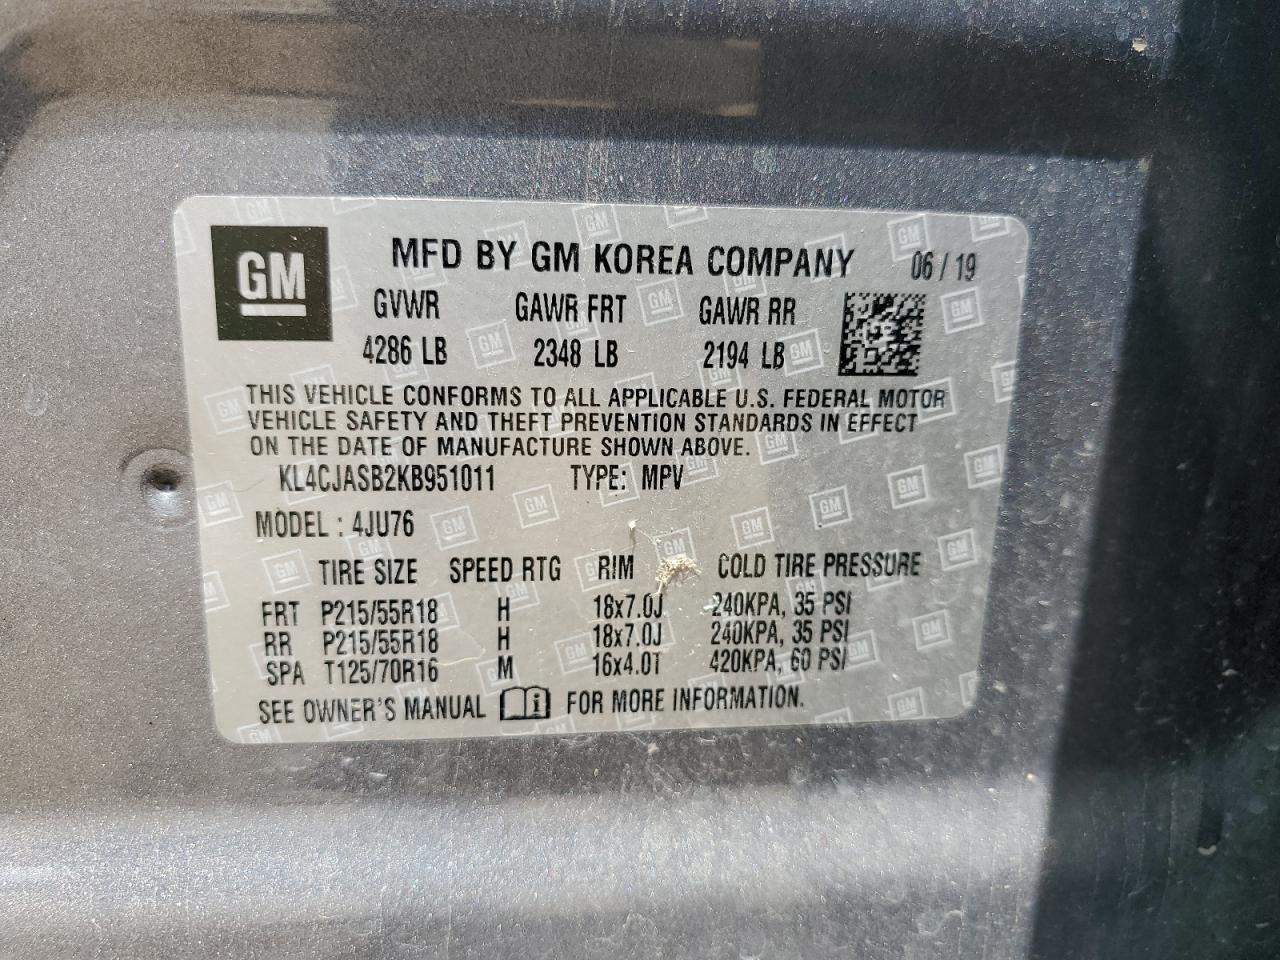 GM
MFD BY GM KOREA COMPANY 06 / 19
GVWR GAWR FRT GAWR RR
4286 LB 2348 LB 2194 LB
THIS VEHICLE CONFORMS TO ALL APPLICABLE U.S. FEDERAL MOTOR
VEHICLE SAFETY AND THEFT PREVENTION STANDARDS IN EFFECT
ON THE DATE OF MANUFACTURE SHOWN ABOVE.
KL4CJASB2KB951011 TYPE: MPV
MODEL : 4JU76
TIRE SIZE SPEED RTG RIM COLD TIRE PRESSURE
FRT P215/55R18 H 18x7.0J 240KPA, 35 PSI
RR P215/55R18 H 18x7.0J 240KPA, 35 PSI
SPA T125/70R16 M 16x4.0T 420KPA, 60 PSI
SEE OWNER'S MANUAL i FOR MORE INFORMATION.